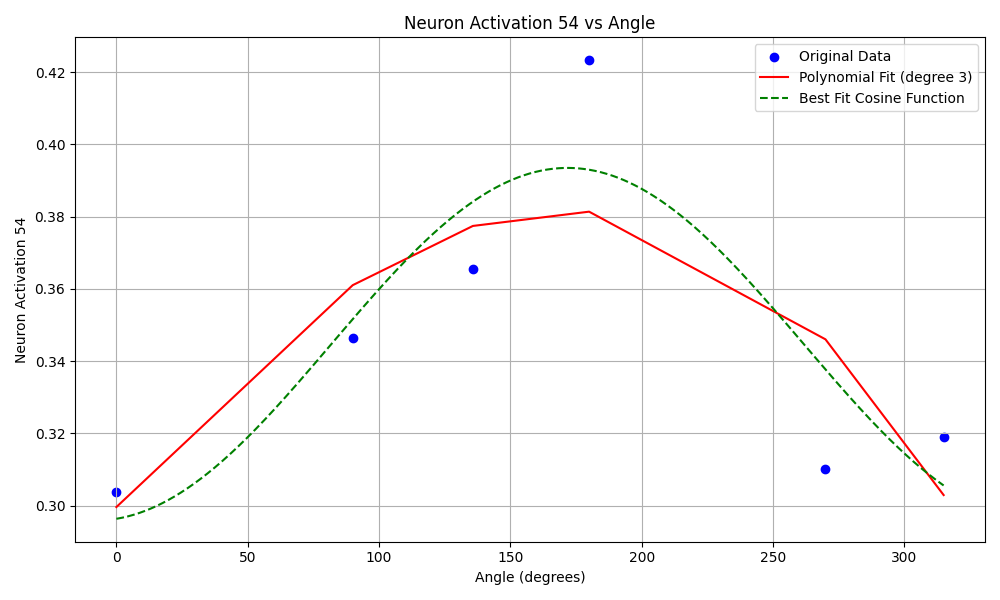 Neuron Activation 54 vs Angle
Original Data
Polynomial Fit (degree 3)
Best Fit Cosine Function
Neuron Activation 54
0.42
0.40
0.38
0.36
0.34
0.32
0.30
0 50 100 150 200 250 300
Angle (degrees)